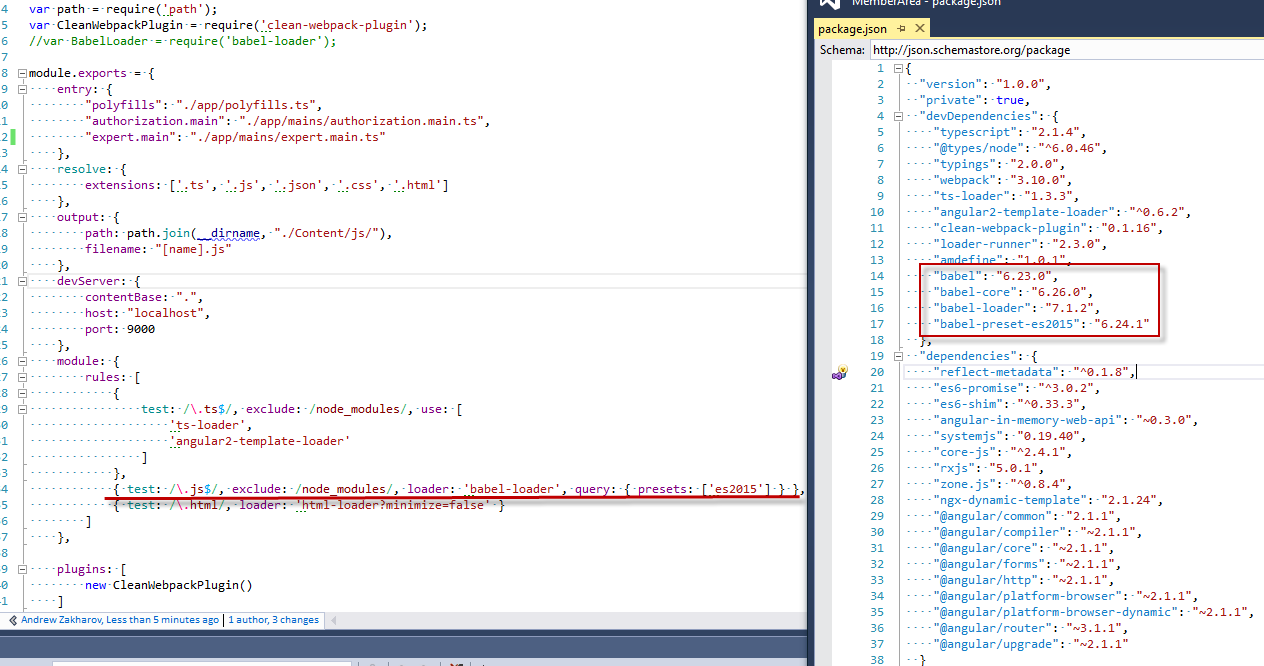 4 var path = require('path');
5 var CleanWebpackPlugin = require('clean-webpack-plugin');
6 //var BabelLoader = require('babel-loader');
7
8 module.exports = {
9 entry: {
0 "polyfills": "./app/polyfills.ts",
1 "authorization.main": "./app/mains/authorization.main.ts",
2 "expert.main": "./app/mains/expert.main.ts"
3 },
4 resolve: {
5 extensions: ['.ts', '.js', '.json', '.css', '.html']
6 },
7 output: {
8 path: path.join(__dirname, "./Content/js/"),
9 filename: "[name].js"
0 },
1 devServer: {
2 contentBase: ".",
3 host: "localhost",
4 port: 9000
5 },
6 module: {
7 rules: [
8 {
9 test: /\.ts$/, exclude: /node_modules/, use: [
0 'ts-loader',
1 'angular2-template-loader'
2 ]
3 },
4 { test: /\.js$/, exclude: /node_modules/, loader: 'babel-loader', query: { presets: ['es2015'] } },
5 { test: /\.html/, loader: 'html-loader?minimize=false' }
6 ]
7 },
8
9 plugins: [
0 new CleanWebpackPlugin()
1 ]
Andrew Zakharov, Less than 5 minutes ago | 1 author, 3 changes
MemberArea - package.json
package.json
Schema: http://json.schemastore.org/package
1 {
2 "version": "1.0.0",
3 "private": true,
4 "devDependencies": {
5 "typescript": "2.1.4",
6 "@types/node": "^6.0.46",
7 "typings": "2.0.0",
8 "webpack": "3.10.0",
9 "ts-loader": "1.3.3",
10 "angular2-template-loader": "^0.6.2",
11 "clean-webpack-plugin": "0.1.16",
12 "loader-runner": "2.3.0",
13 "amdefine": "1.0.1",
14 "babel": "6.23.0",
15 "babel-core": "6.26.0",
16 "babel-loader": "7.1.2",
17 "babel-preset-es2015": "6.24.1"
18 },
19 "dependencies": {
20 "reflect-metadata": "^0.1.8",
21 "es6-promise": "^3.0.2",
22 "es6-shim": "^0.33.3",
23 "angular-in-memory-web-api": "~0.3.0",
24 "systemjs": "0.19.40",
25 "core-js": "^2.4.1",
26 "rxjs": "5.0.1",
27 "zone.js": "^0.8.4",
28 "ngx-dynamic-template": "2.1.24",
29 "@angular/common": "2.1.1",
30 "@angular/compiler": "~2.1.1",
31 "@angular/core": "~2.1.1",
32 "@angular/forms": "~2.1.1",
33 "@angular/http": "~2.1.1",
34 "@angular/platform-browser": "~2.1.1",
35 "@angular/platform-browser-dynamic": "~2.1.1",
36 "@angular/router": "~3.1.1",
37 "@angular/upgrade": "~2.1.1"
38 }